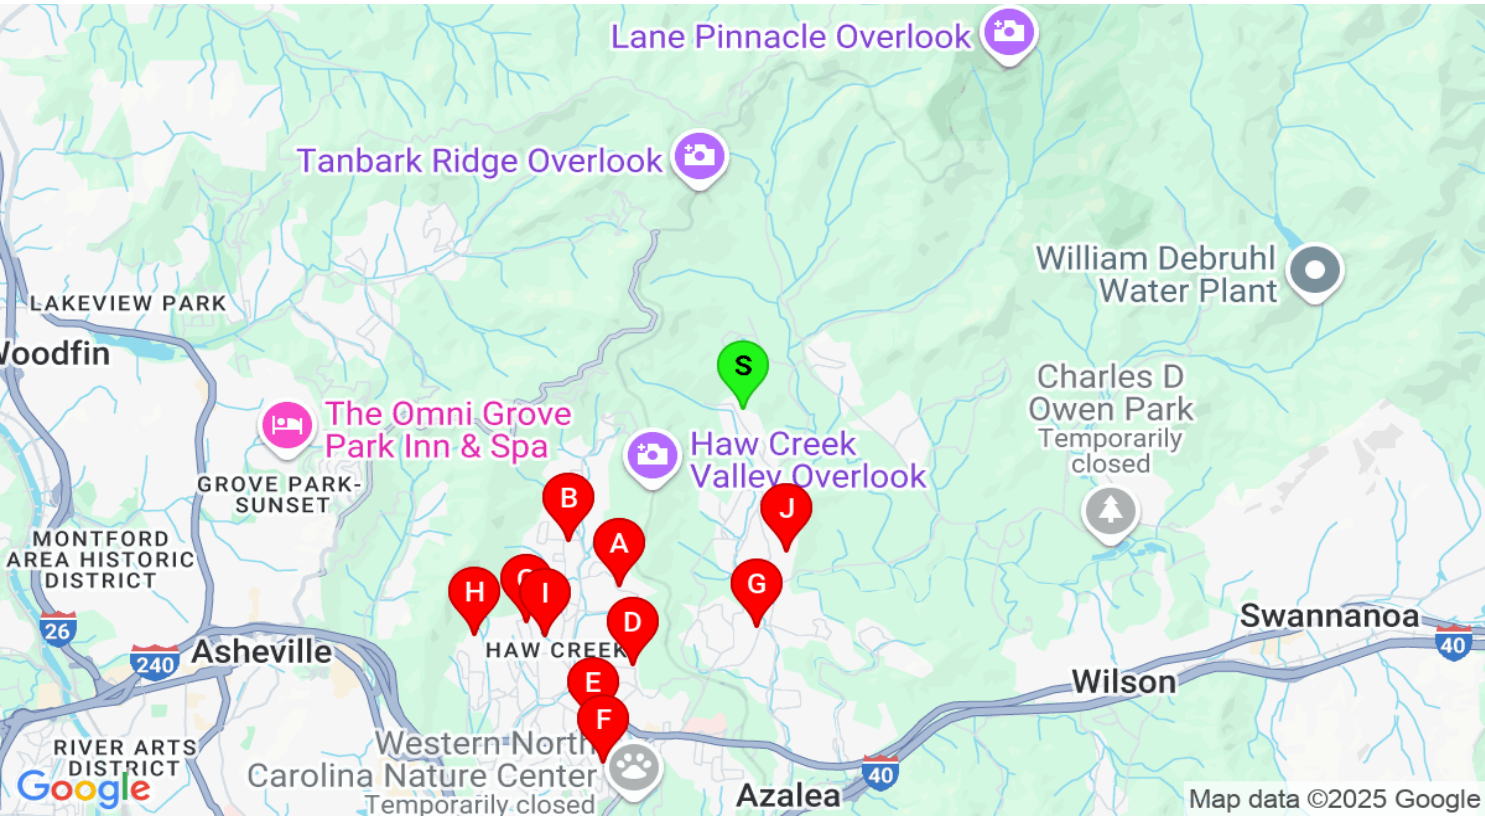 Lane Pinnacle Overlook
Tanbark Ridge Overlook
William Debruhl
Water Plant
LAKEVIEW PARK
Woodfin
S
Charles D
Owen Park
Temporarily
closed
The Omni Grove
Park Inn & Spa
Haw Creek
Valley Overlook
GROVE PARK-
SUNSET
B
J
MONTFORD
AREA HISTORIC
DISTRICT
A
H
C
I
G
D
26
240
Asheville
HAW CREEK
Swannanoa
40
E
Wilson
F
RIVER ARTS
DISTRICT
Western North
Carolina Nature Center
Temporarily closed
40
Azalea
Google
Map data ©2025 Google